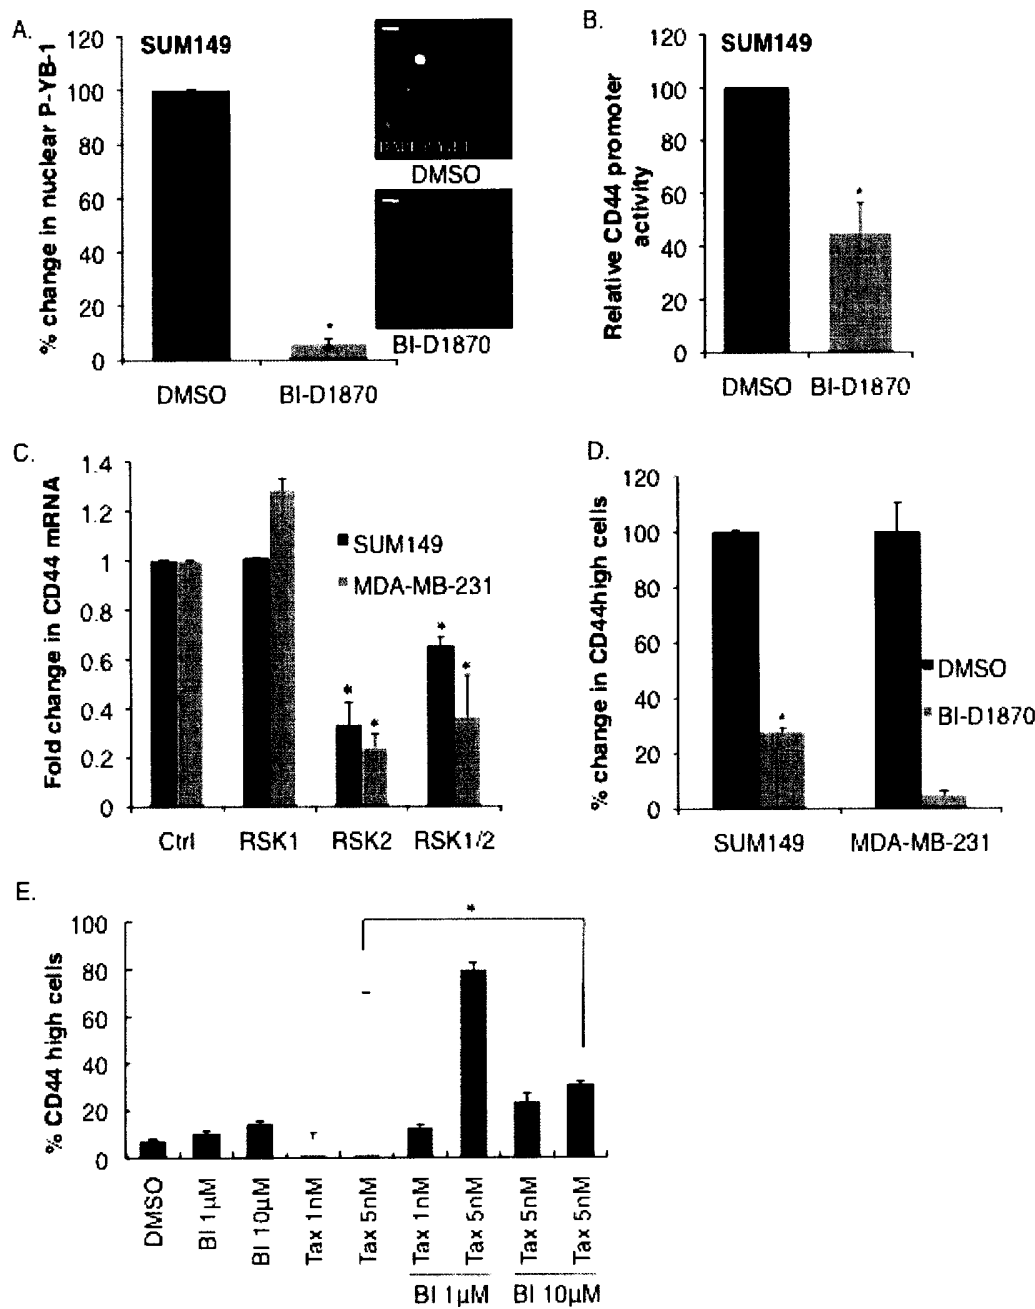 A.
% change in nuclear P-YB-1
120
100
80
60
40
20
0
SUM149
DMSO
BI-D1870
DMSO
BI-D1870
B.
Relative CD44 promoter
activity
120
100
80
60
40
20
0
SUM149
DMSO
BI-D1870
C.
Fold change in CD44 mRNA
1.4
1.2
1
0.8
0.6
0.4
0.2
0
SUM149
MDA-MB-231
*
*
*
*
Ctrl
RSK1
RSK2
RSK1/2
D.
% change in CD44high cells
120
100
80
60
40
20
0
DMSO
BI-D1870
*
SUM149
MDA-MB-231
E.
% CD44 high cells
100
80
60
40
20
0
*
DMSO
BI 1µM
BI 10µM
Tax 1nM
Tax 5nM
Tax 1nM
Tax 5nM
Tax 5nM
Tax 5nM
BI 1µM
BI 10µM